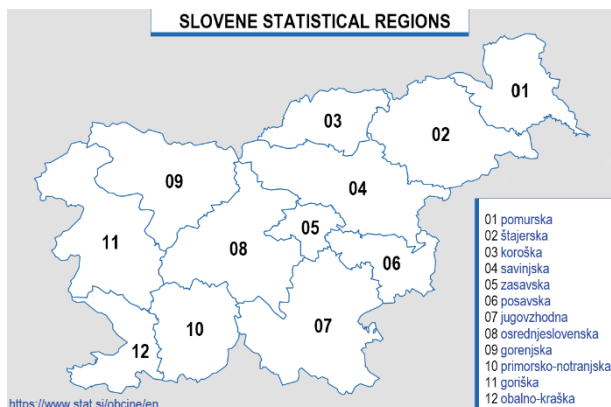 SLOVENE STATISTICAL REGIONS
01
03
02
09
04
05
11
08
06
07
10
12
01 pomurska
02 štajerska
03 koroška
04 savinjska
05 zasavska
06 posavska
07 jugovzhodna
08 osrednjeslovenska
09 gorenjska
10 primorsko-notranjska
11 goriška
12 obalno-kraška
https://www.stat.si/obcine/en